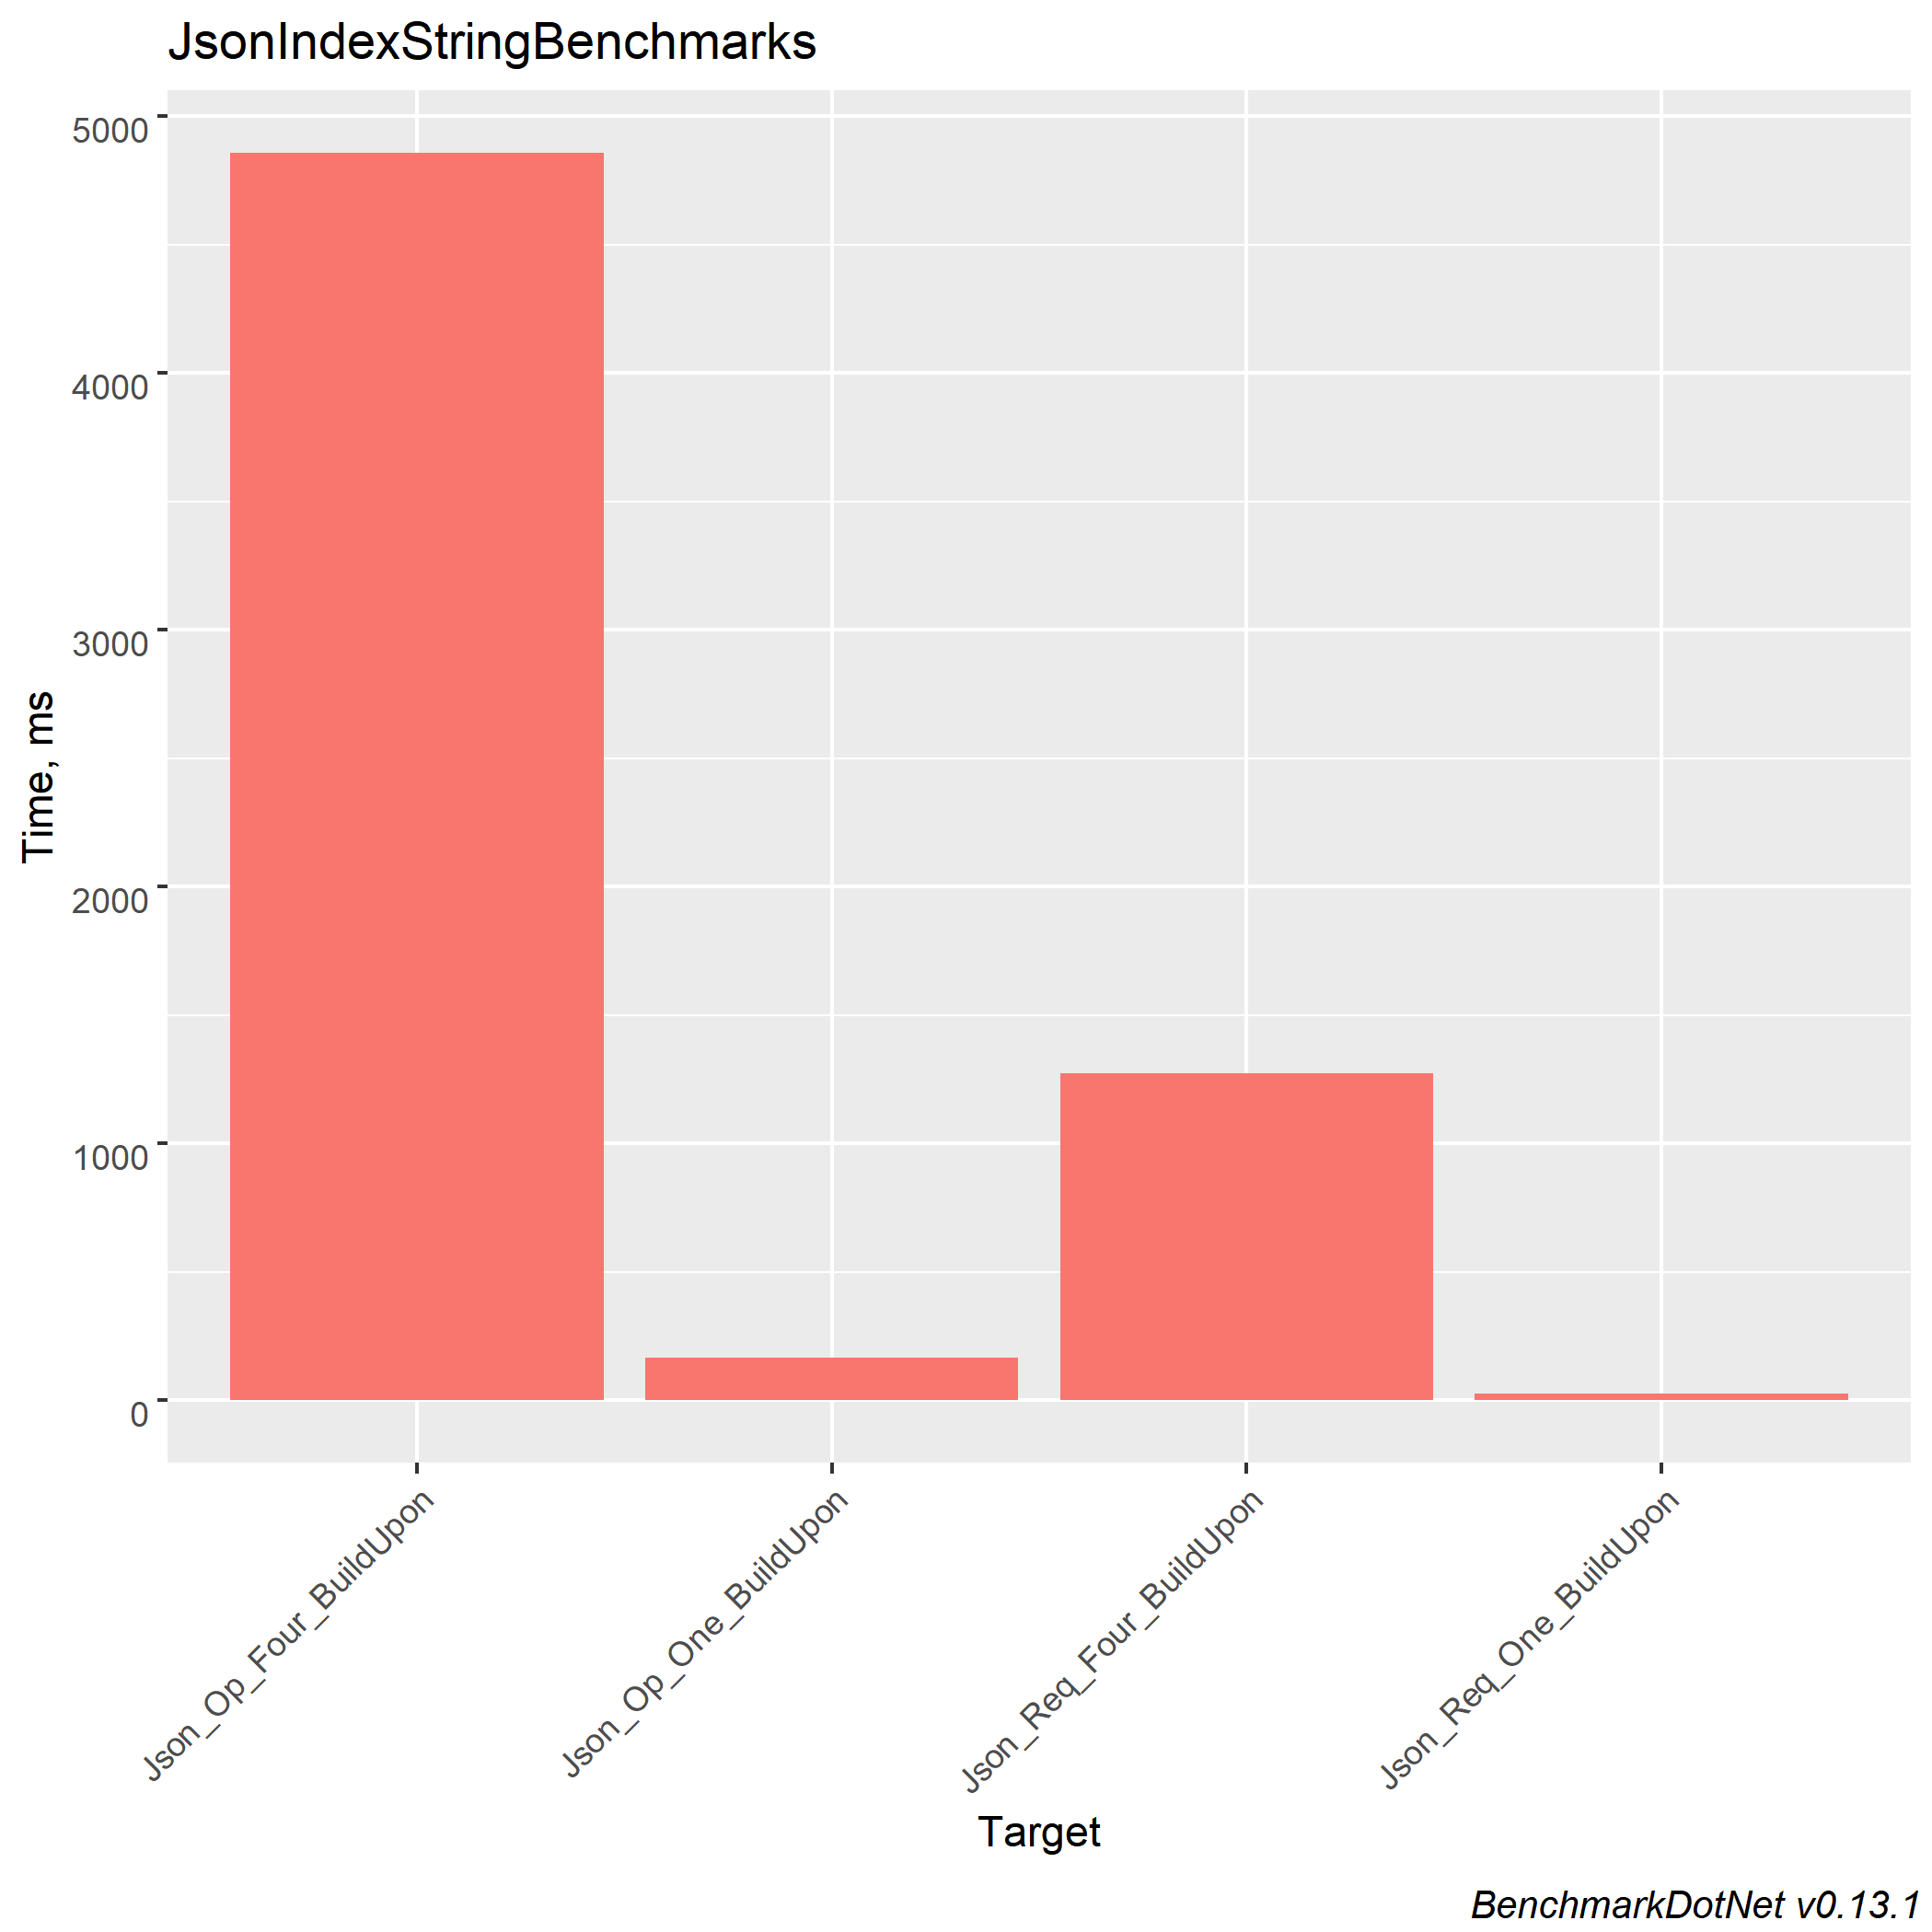 JsonIndexStringBenchmarks
Time, ms
5000
4000
3000
2000
1000
0
Json_Op_Four_BuildUpon
Json_Op_One_BuildUpon
Json_Req_Four_BuildUpon
Json_Req_One_BuildUpon
Target
BenchmarkDotNet v0.13.1